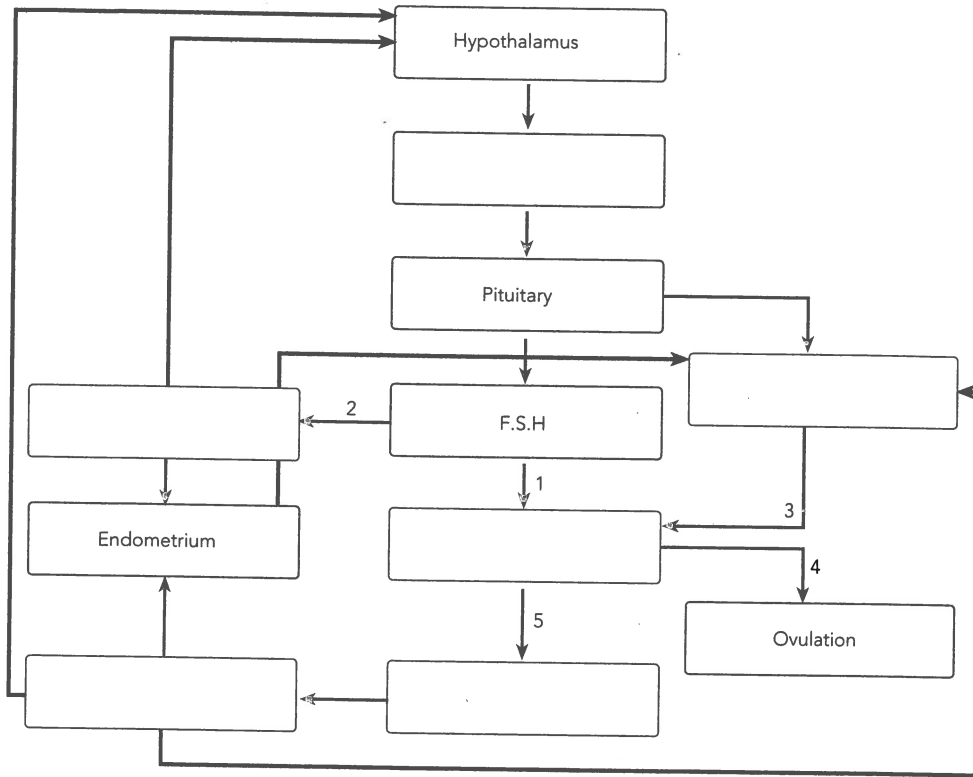 Hypothalamus
Pituitary
2
F.S.H
1
3
Endometrium
4
5
Ovulation